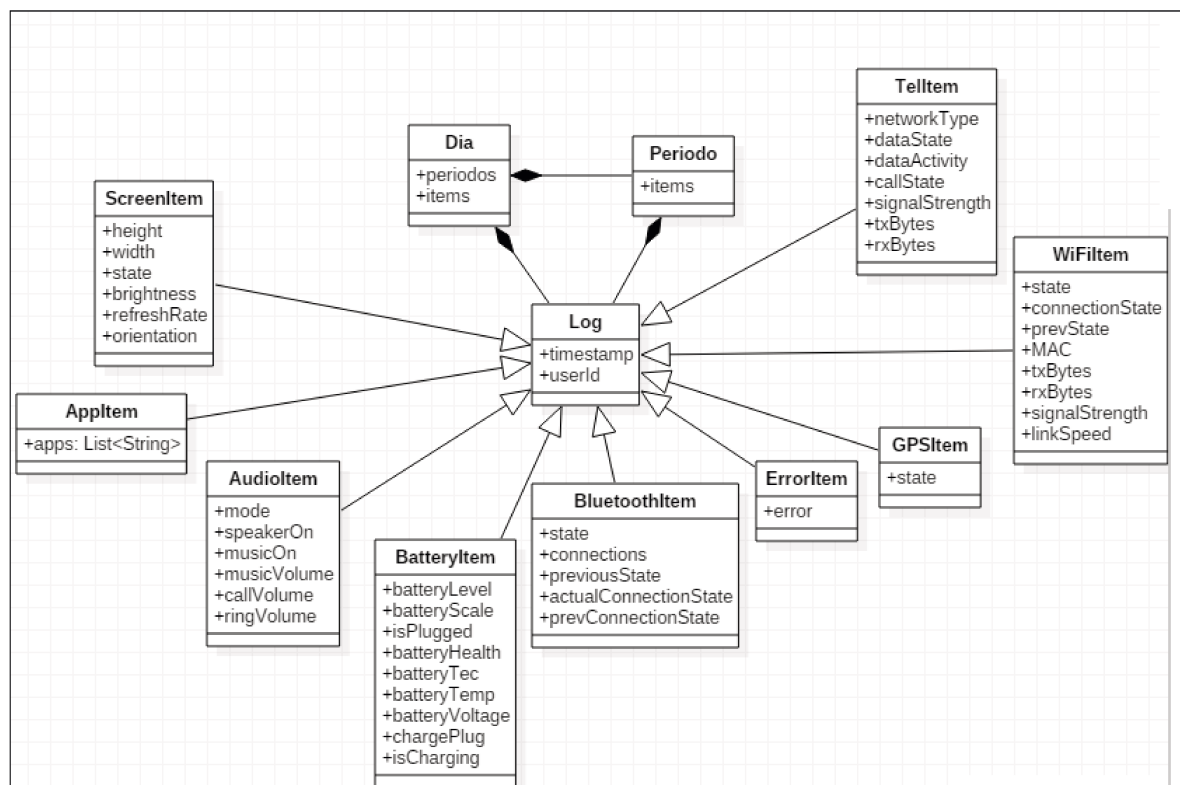 Dia
+periodos
+items
Periodo
+items
TelItem
+networkType
+dataState
+dataActivity
+callState
+signalStrength
+txBytes
+rxBytes
ScreenItem
+height
+width
+state
+brightness
+refreshRate
+orientation
WiFiItem
+state
+connectionState
+prevState
+MAC
+txBytes
+rxBytes
+signalStrength
+linkSpeed
Log
+timestamp
+userId
AppItem
+apps: List<String>
AudioItem
+mode
+speakerOn
+musicOn
+musicVolume
+callVolume
+ringVolume
BatteryItem
+batteryLevel
+batteryScale
+isPlugged
+batteryHealth
+batteryTec
+batteryTemp
+batteryVoltage
+chargePlug
+isCharging
BluetoothItem
+state
+connections
+previousState
+actualConnectionState
+prevConnectionState
ErrorItem
+error
GPSItem
+state